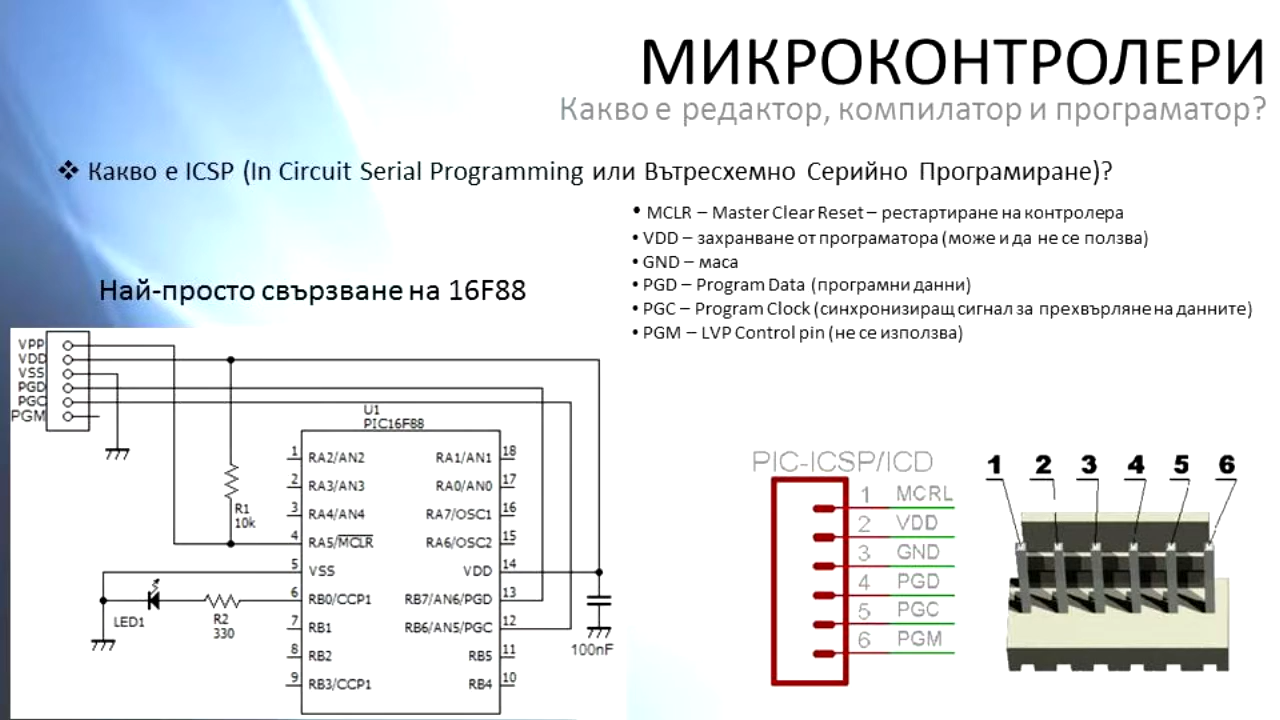 МИКРОКОНТРОЛЕРИ
Какво е редактор, компилатор и програматор?
❖ Какво е ICSP (In Circuit Serial Programming или Вътресхемно Серийно Програмиране)?
• MCLR – Master Clear Reset – рестартиране на контролера
• VDD – захранване от програматора (може и да не се ползва)
• GND – маса
• PGD – Program Data (програмни данни)
• PGC – Program Clock (синхронизиращ сигнал за прехвърляне на данните)
• PGM – LVP Control pin (не се използва)
Най-просто свързване на 16F88
VPP
VDD
VSS
PGD
PGC
PGM
U1
PIC16F88
1 RA2/AN2 RA1/AN1 18
2 RA3/AN3 RA0/AN0 17
3 RA4/AN4 RA7/OSC1 16
4 RA5/MCLR RA6/OSC2 15
5 VSS VDD 14
6 RB0/CCP1 RB7/AN6/PGD 13
7 RB1 RB6/AN5/PGC 12
8 RB2 RB5 11
9 RB3/CCP1 RB4 10
R1
10k
LED1
R2
330
100nF
PIC-ICSP/ICD
1 MCRL
2 VDD
3 GND
4 PGD
5 PGC
6 PGM
1 2 3 4 5 6